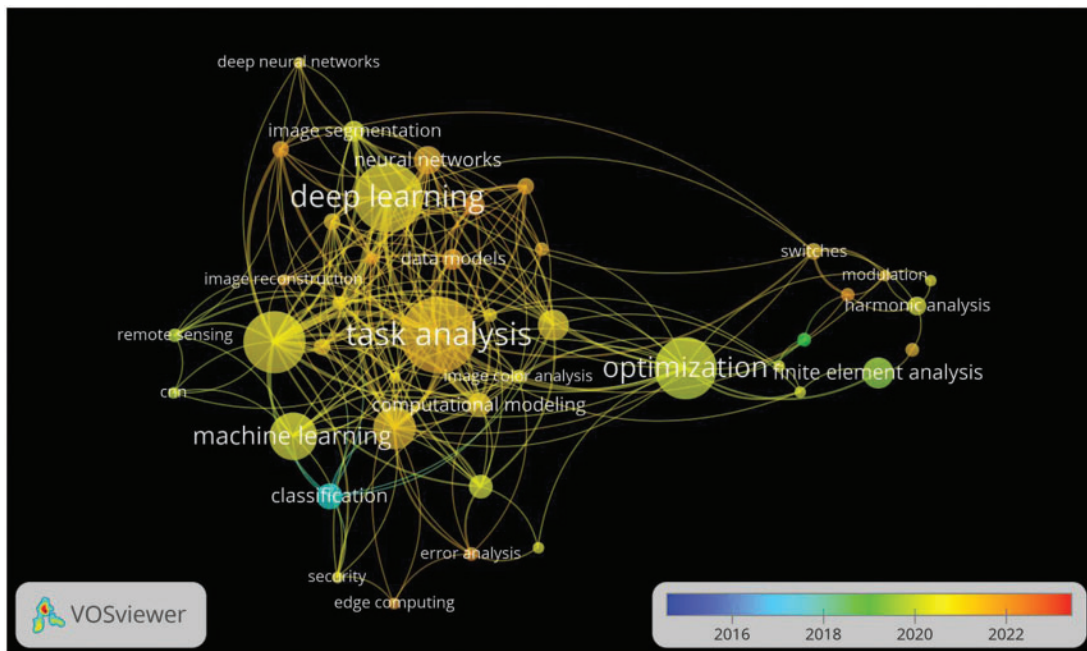 deep neural networks
image segmentation
neural networks
deep learning
switches
data models
modulation
image reconstruction
harmonic analysis
remote sensing
task analysis
optimization
finite element analysis
image color analysis
cnn
computational modeling
machine learning
classification
error analysis
security
edge computing
VOSviewer
2016 2018 2020 2022